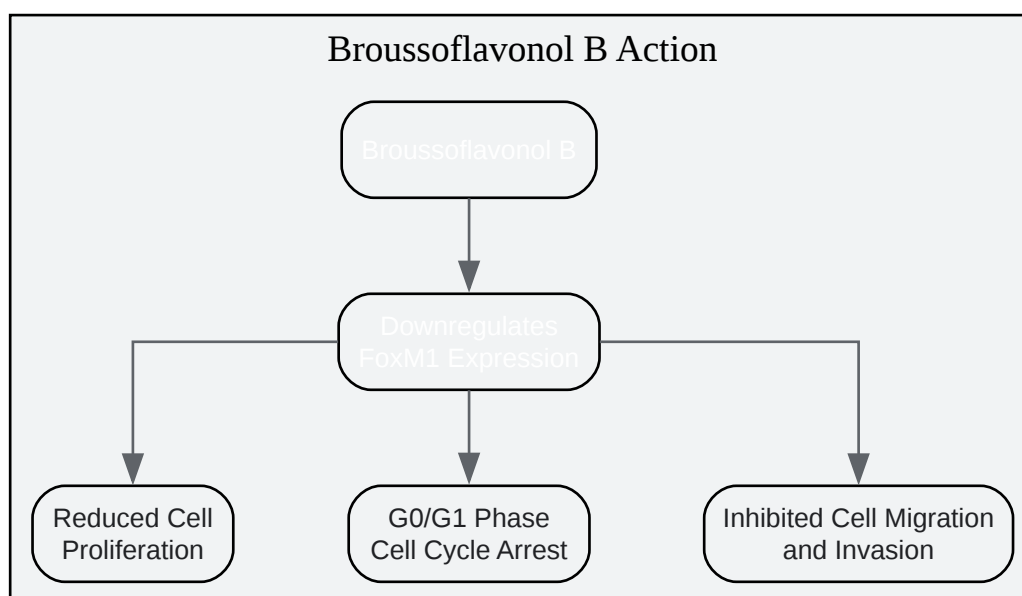 Broussoflavonol B Action
Broussoflavonol B
Downregulates
FoxM1 Expression
Reduced Cell
Proliferation
G0/G1 Phase
Cell Cycle Arrest
Inhibited Cell Migration
and Invasion